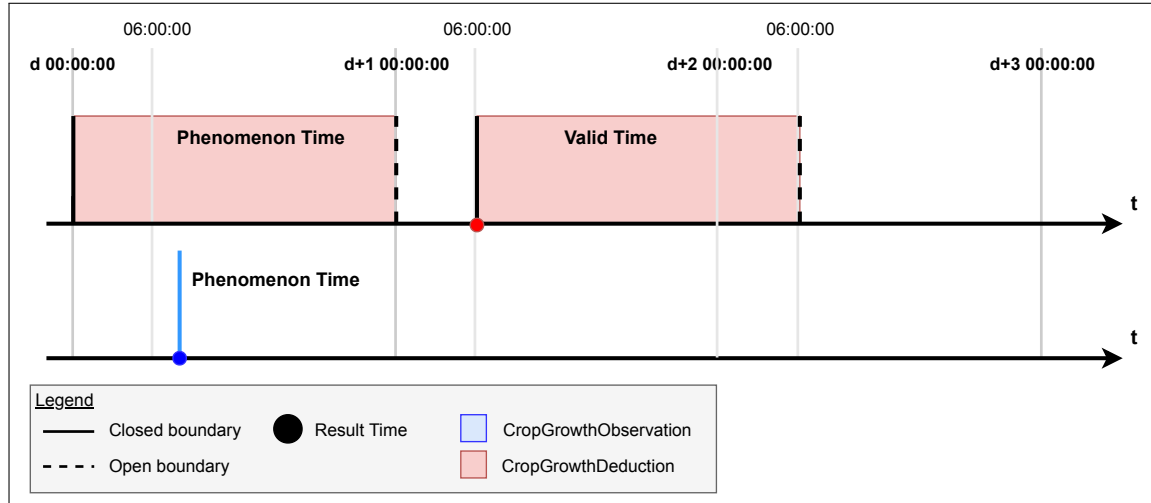 06:00:00 06:00:00 06:00:00
d 00:00:00 d+1 00:00:00 d+2 00:00:00 d+3 00:00:00
Phenomenon Time Valid Time
t
Phenomenon Time
t
Legend
Closed boundary Result Time CropGrowthObservation
Open boundary CropGrowthDeduction